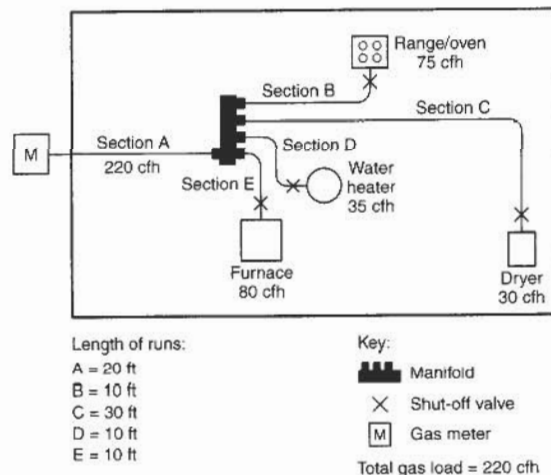 Range/oven
75 cfh
Section B
Section C
Section A
220 cfh
M
Section D
Water
heater
35 cfh
Section E
Furnace
80 cfh
Dryer
30 cfh
Length of runs:
A = 20 ft
B = 10 ft
C = 30 ft
D = 10 ft
E = 10 ft
Key:
Manifold
Shut-off valve
M Gas meter
Total gas load = 220 cfh